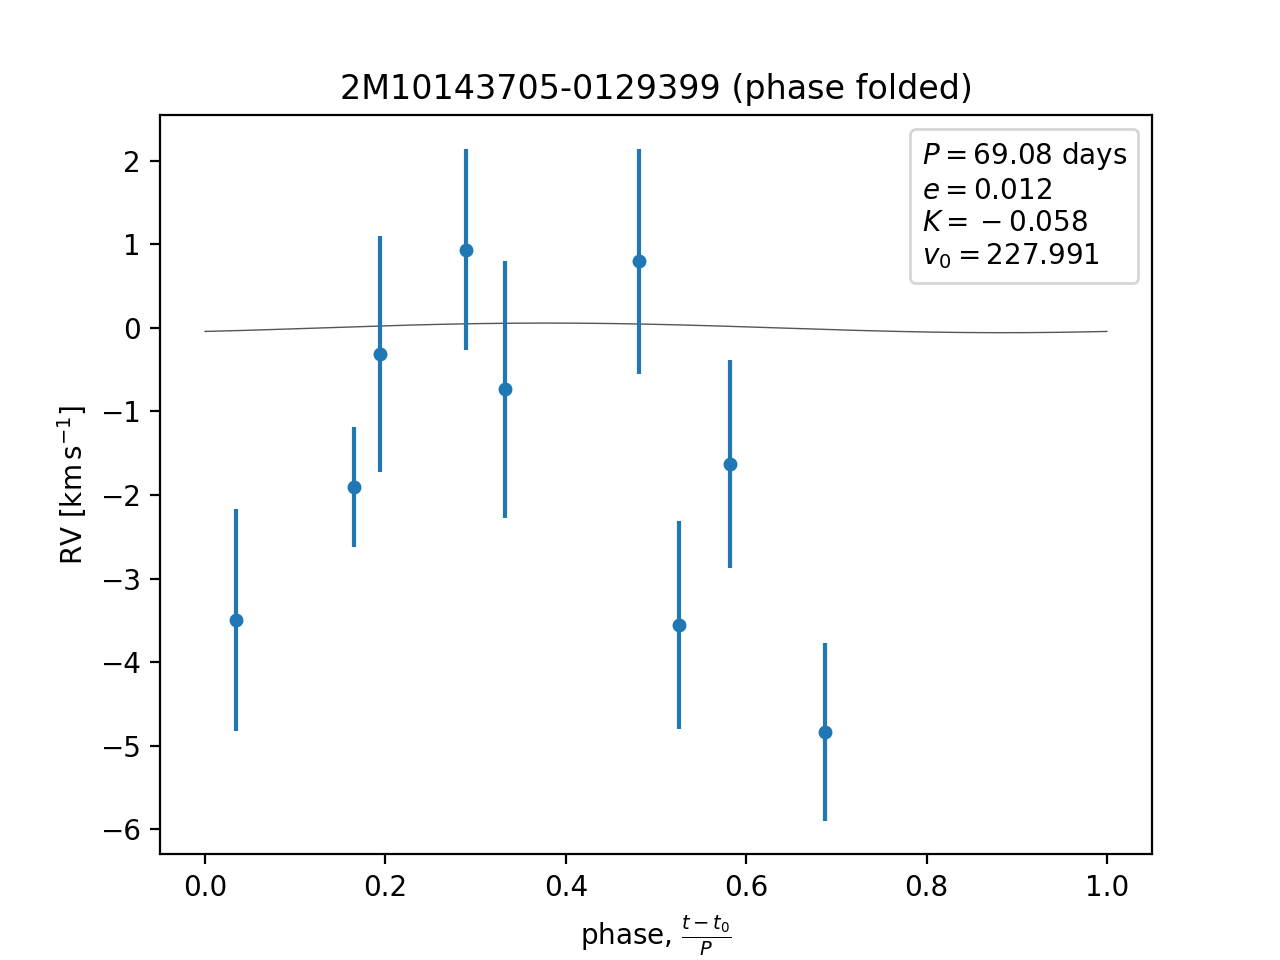 2M10143705-0129399 (phase folded)
P = 69.08 days
e = 0.012
K = −0.058
v₀ = 227.991
2
1
0
−1
−2
−3
−4
−5
−6
RV [km s⁻¹]
0.0 0.2 0.4 0.6 0.8 1.0
phase, (t − t₀)/P